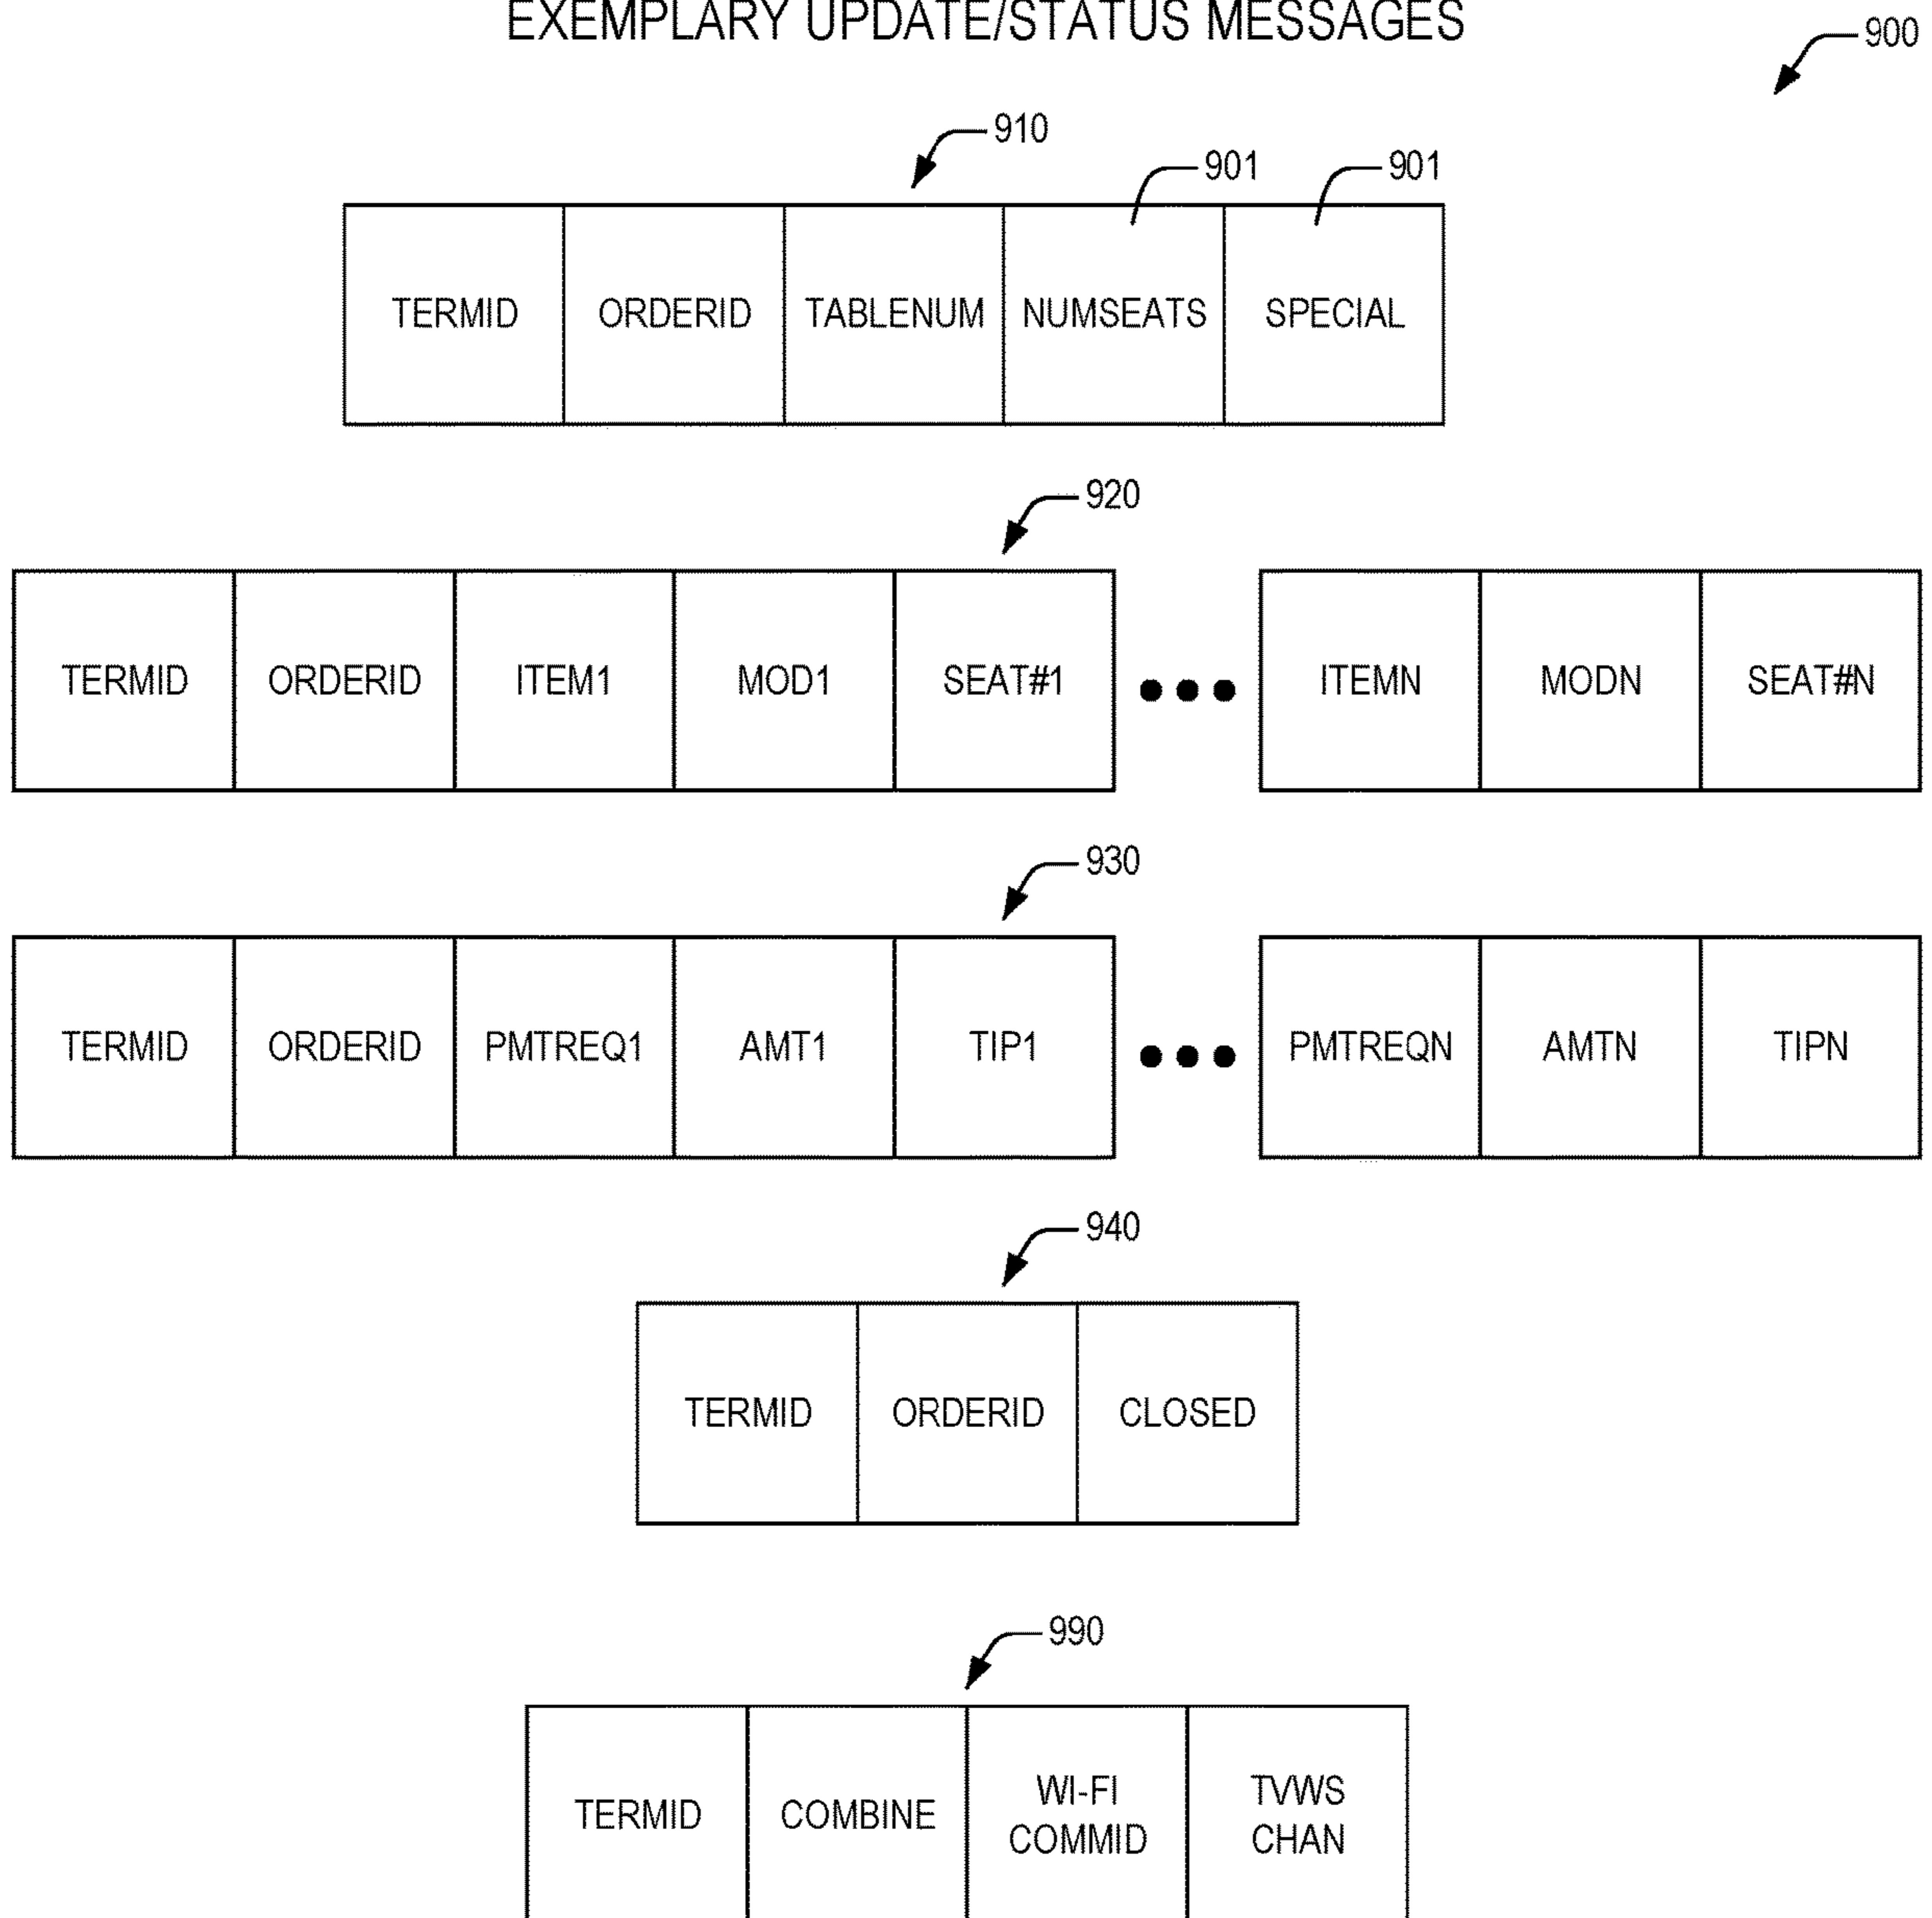 EXEMPLARY UPDATE/STATUS MESSAGES
900
910
901 901
TERMID ORDERID TABLENUM NUMSEATS SPECIAL
920
TERMID ORDERID ITEM1 MOD1 SEAT#1 ••• ITEMN MODN SEAT#N
930
TERMID ORDERID PMTREQ1 AMT1 TIP1 ••• PMTREQN AMTN TIPN
940
TERMID ORDERID CLOSED
990
TERMID COMBINE WI-FI COMMID TVWS CHAN